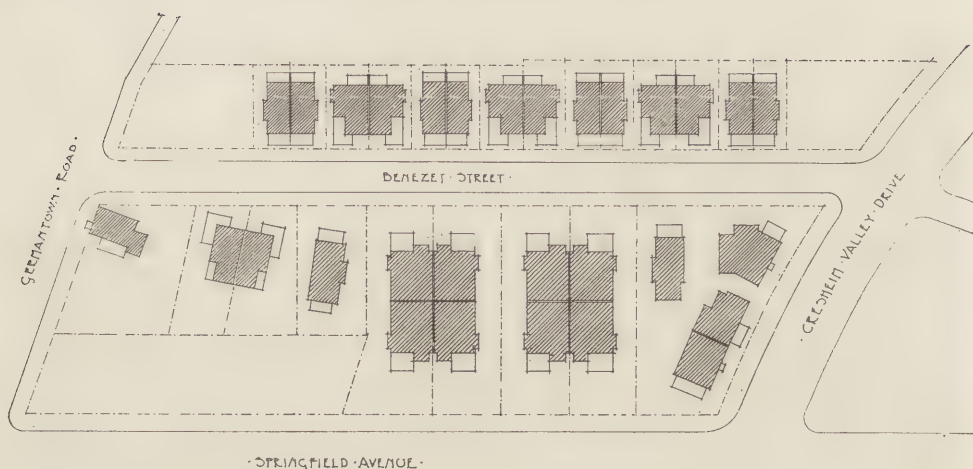 · BENEZET · STREET ·
GERMANTOWN · ROAD ·
· CRESHEIM · VALLEY · DRIVE
· SPRINGFIELD · AVENUE ·